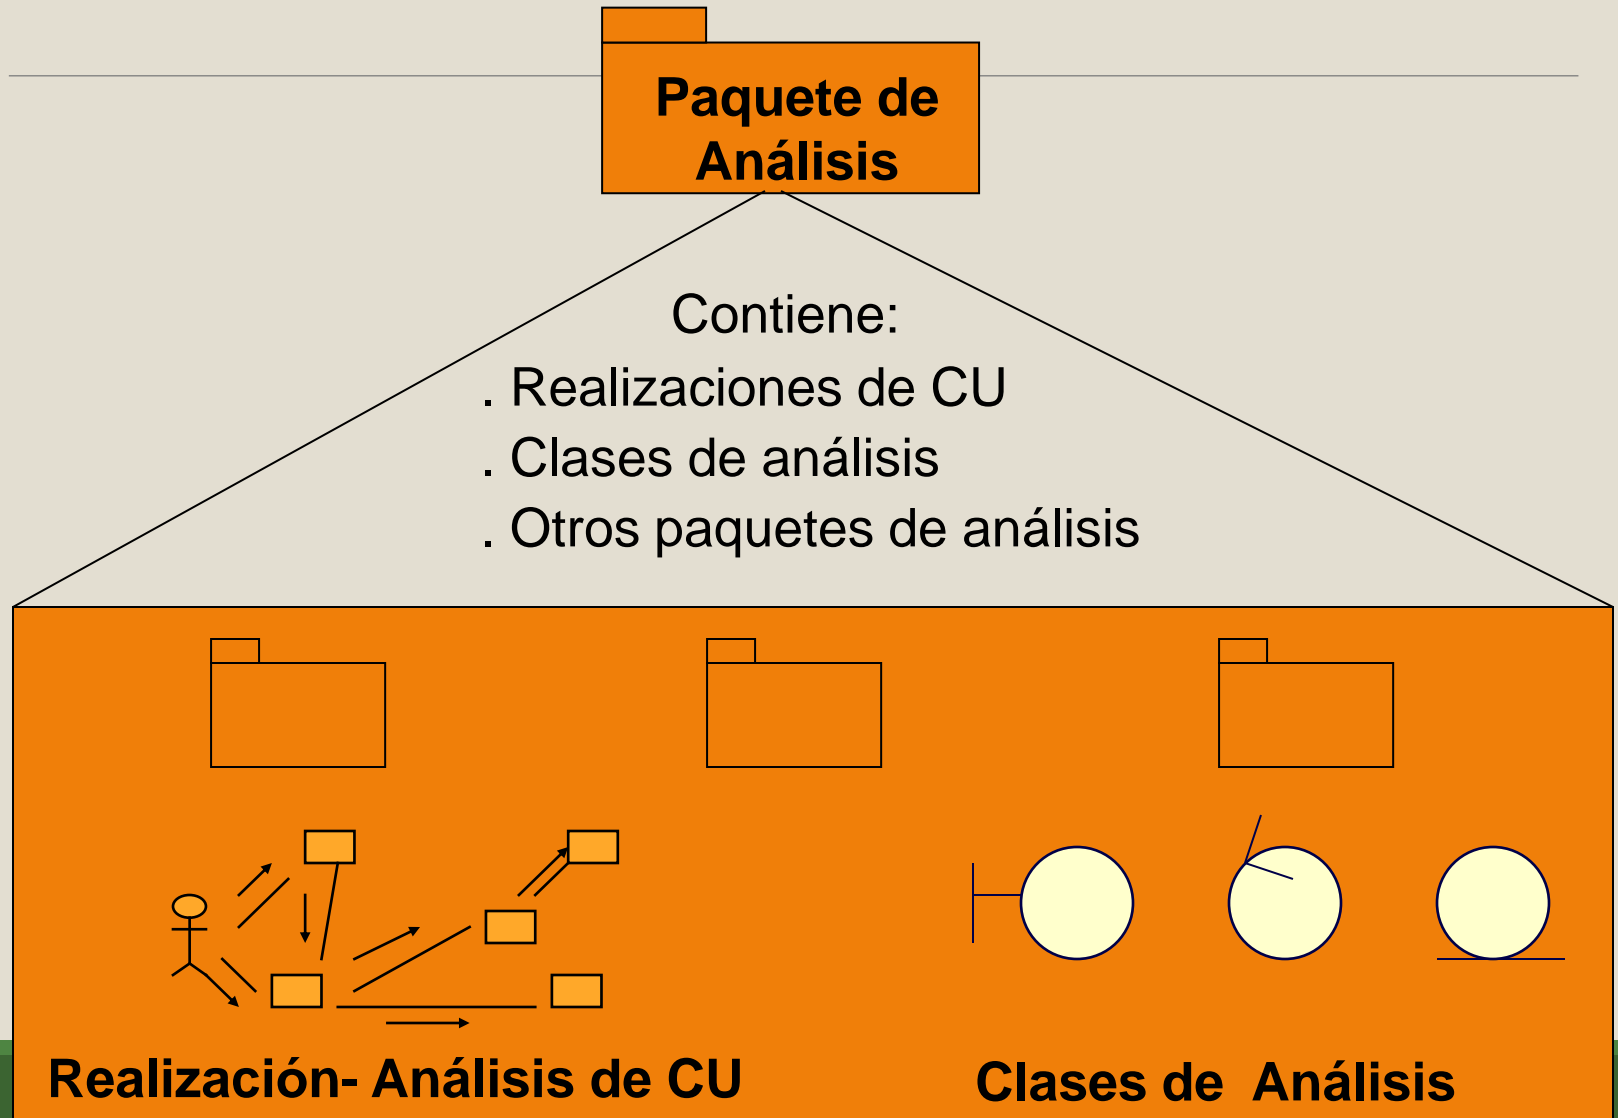 Paquete de
Análisis
Contiene:
. Realizaciones de CU
. Clases de análisis
. Otros paquetes de análisis
Realización- Análisis de CU
Clases de  Análisis